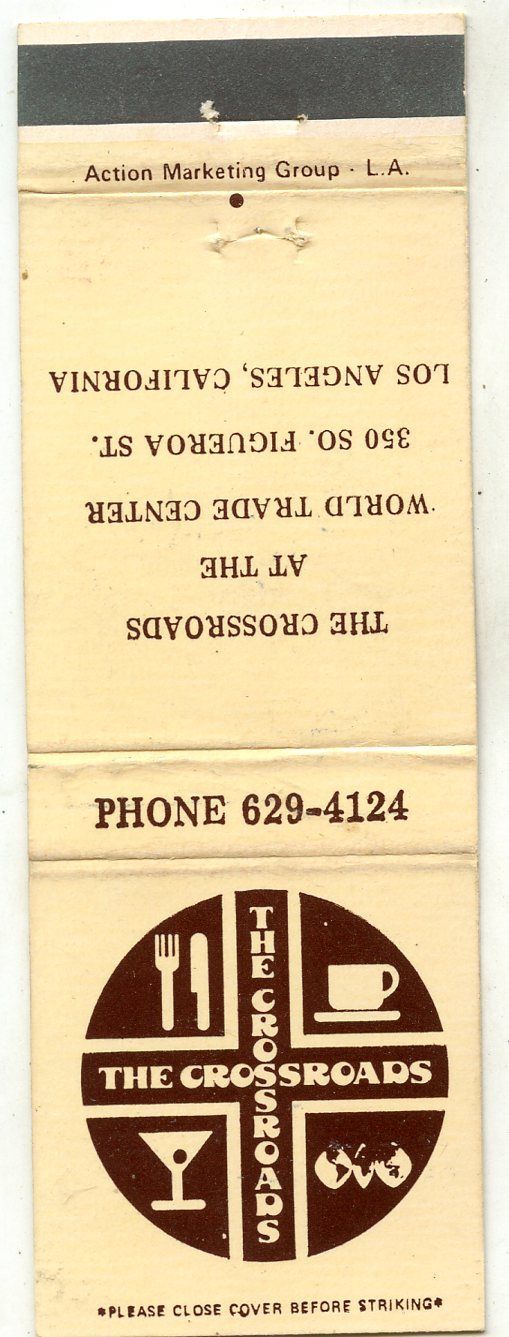 Action Marketing Group · L.A.
THE CROSSROADS
AT THE
WORLD TRADE CENTER
350 SO. FIGUEROA ST.
LOS ANGELES, CALIFORNIA
PHONE 629-4124
THE CROSSROADS
THE CROSSROADS
*PLEASE CLOSE COVER BEFORE STRIKING*